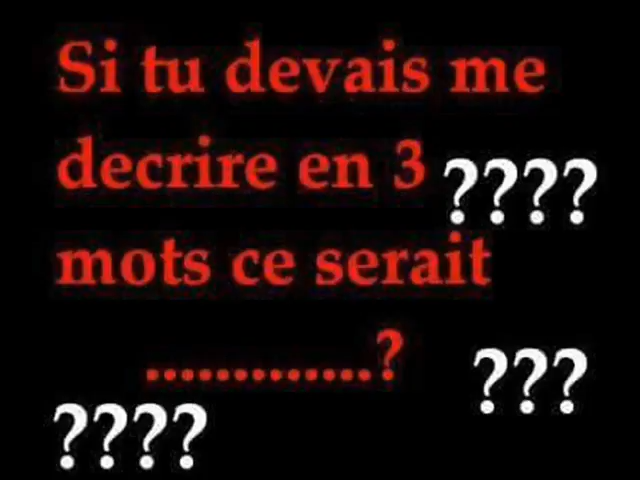 Si tu devais me
decrire en 3 ????
mots ce serait
.............?
???
????